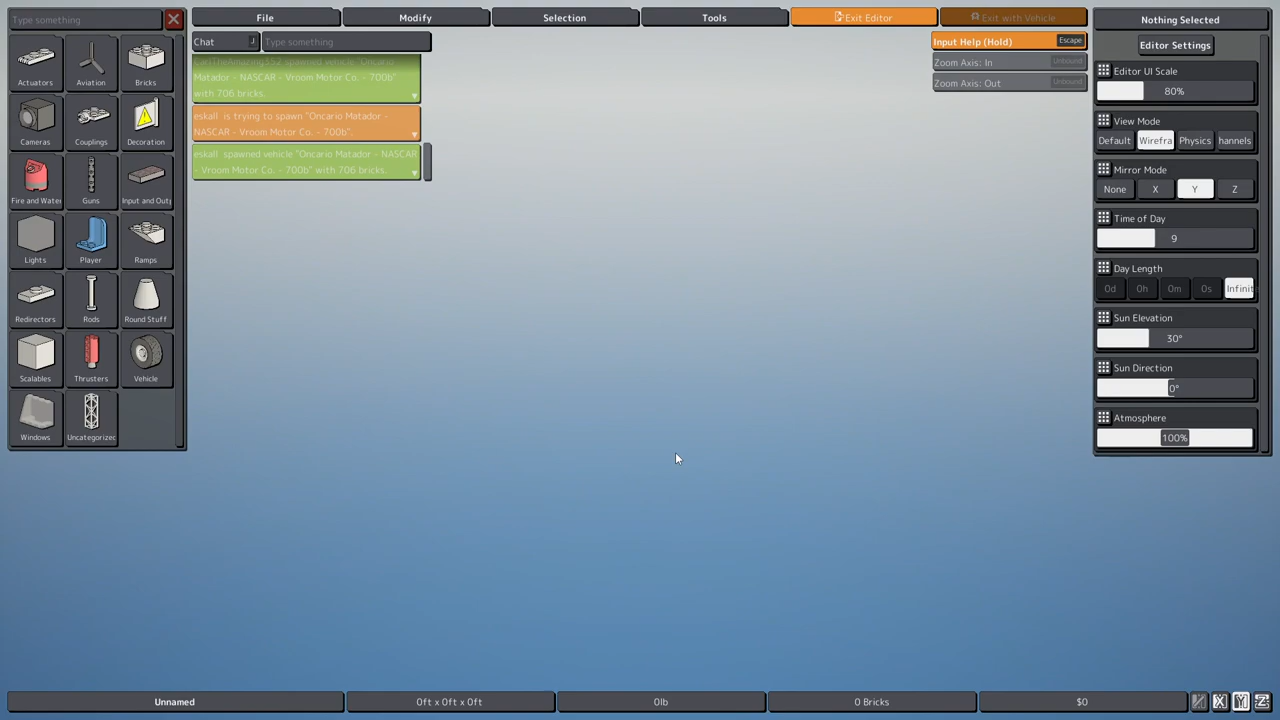 Type something
File
Modify
Selection
Tools
Exit Editor
Exit with Vehicle
Nothing Selected
Chat
J
Type something
Input Help (Hold)
Escape
Zoom Axis: In
Unbound
Zoom Axis: Out
Unbound
CarlTheAmazing352 spawned vehicle "Oncario
Matador - NASCAR - Vroom Motor Co. - 700b"
with 706 bricks.
eskall is trying to spawn "Oncario Matador -
NASCAR - Vroom Motor Co. - 700b".
eskall spawned vehicle "Oncario Matador - NASCAR
- Vroom Motor Co. - 700b" with 706 bricks.
Actuators
Aviation
Bricks
Cameras
Couplings
Decoration
Fire and Water
Guns
Input and Outp
Lights
Player
Ramps
Redirectors
Rods
Round Stuff
Scalables
Thrusters
Vehicle
Windows
Uncategorized
Editor Settings
Editor UI Scale
80%
View Mode
Default
Wirefra
Physics
hannels
Mirror Mode
None
X
Y
Z
Time of Day
9
Day Length
0d
0h
0m
0s
Infinit
Sun Elevation
30°
Sun Direction
0°
Atmosphere
100%
Unnamed
0ft x 0ft x 0ft
0lb
0 Bricks
$0
X
Y
Z